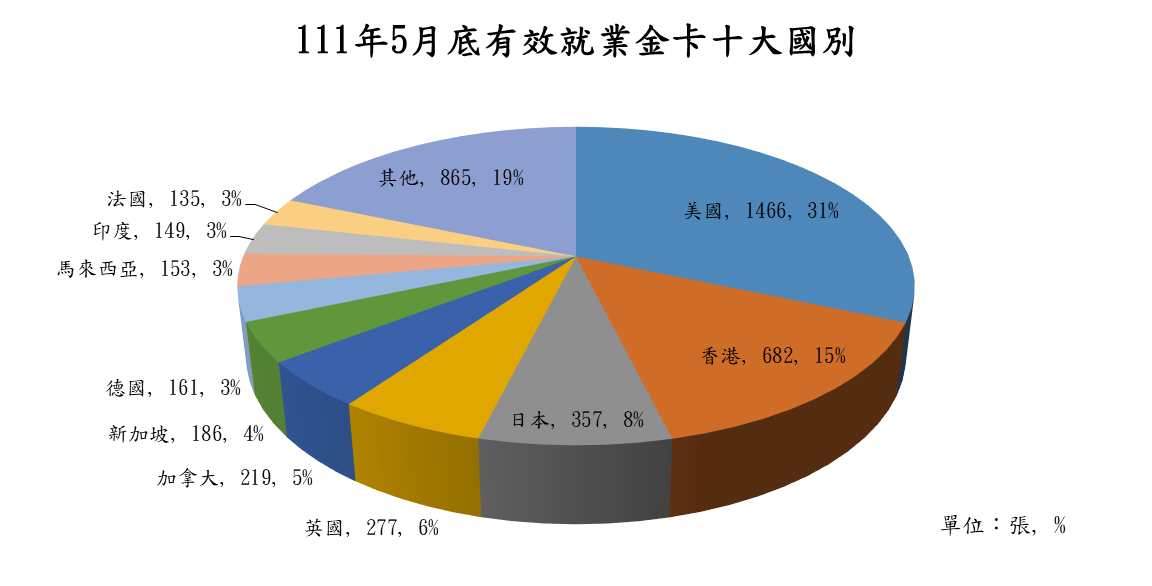 111年5月底有效就業金卡十大國別
其他, 865, 19%
美國, 1466, 31%
法國, 135, 3%
印度, 149, 3%
馬來西亞, 153, 3%
香港, 682, 15%
德國, 161, 3%
日本, 357, 8%
新加坡, 186, 4%
加拿大, 219, 5%
英國, 277, 6%
單位：張, %